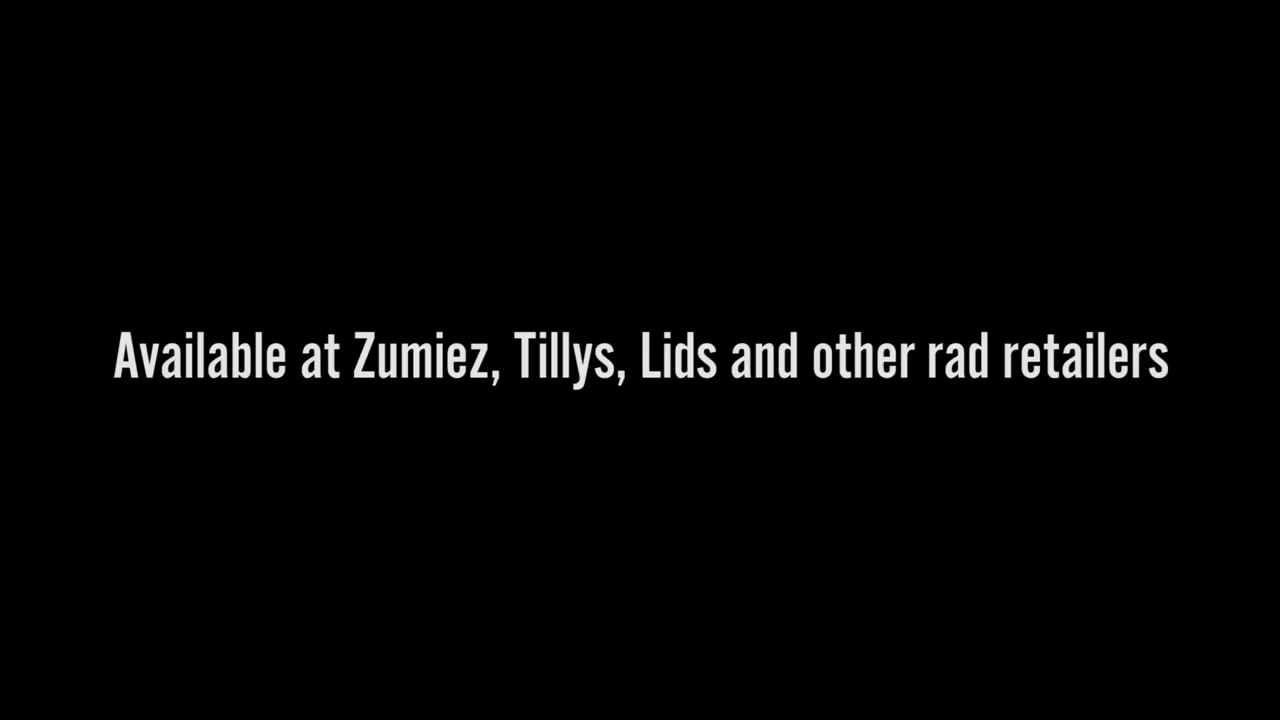 Available at Zumiez, Tillys, Lids and other rad retailers